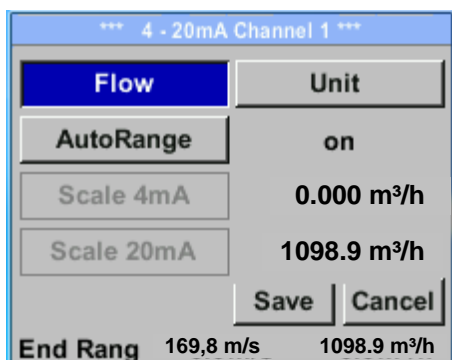 *** 4 - 20mA Channel 1 ***
Flow Unit
AutoRange on
Scale 4mA 0.000 m³/h
Scale 20mA 1098.9 m³/h
Save Cancel
End Rang 169,8 m/s 1098.9 m³/h